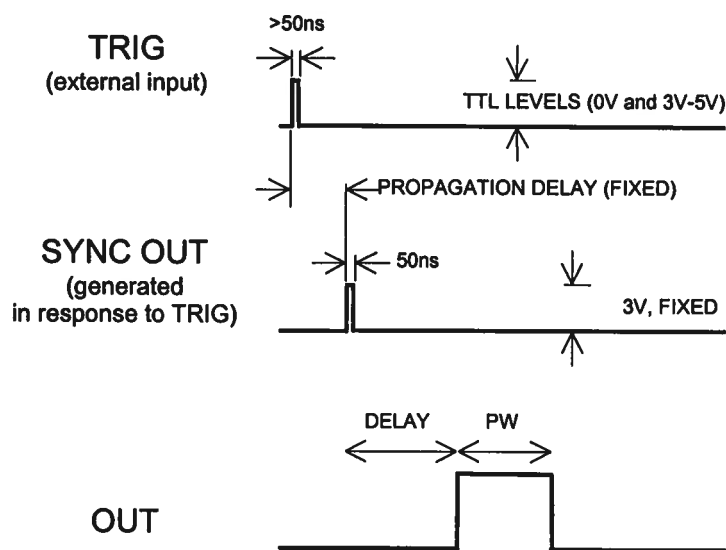 >50ns
TRIG
(external input)
TTL LEVELS (0V and 3V-5V)
PROPAGATION DELAY (FIXED)
SYNC OUT
(generated
in response to TRIG)
50ns
3V, FIXED
DELAY
PW
OUT